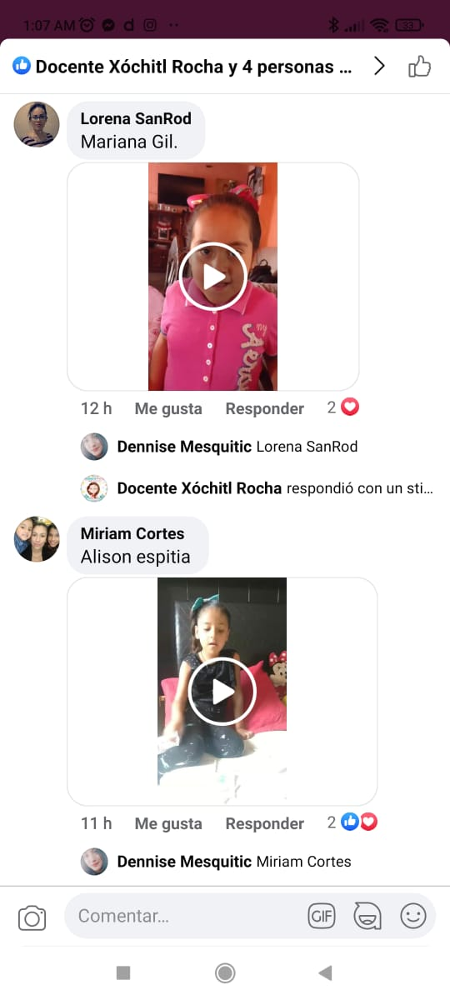 1:07 AM
33
Docente Xóchitl Rocha y 4 personas ...
Lorena SanRod
Mariana Gil.
my
12 h Me gusta Responder 2
Dennise Mesquitic Lorena SanRod
Docente Xóchitl Rocha respondió con un sti...
Miriam Cortes
Alison espitia
11 h Me gusta Responder 2
Dennise Mesquitic Miriam Cortes
Comentar...
GIF